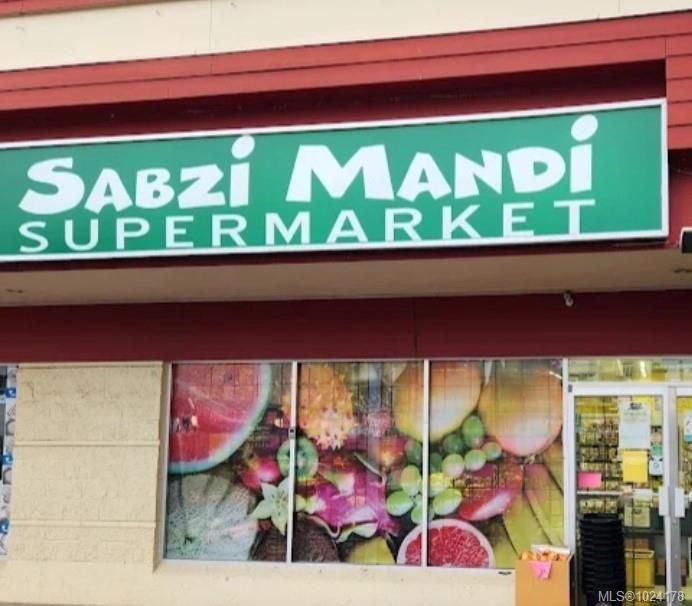 SABZi MANDi
SUPERMARKET
MLS®1024178